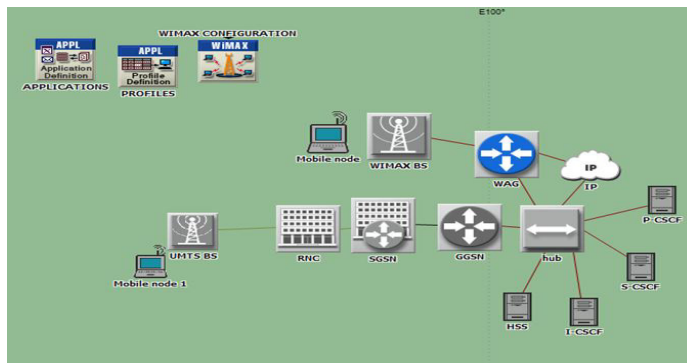 E100°
WIMAX CONFIGURATION
APPL
Application
Definition
APPLICATIONS
APPL
Profile
Definition
PROFILES
WiMAX
Mobile node
WIMAX BS
WAG
IP
IP
P-CSCF
UMTS BS
RNC
SGSN
GGSN
hub
S-CSCF
Mobile node 1
HSS
I-CSCF